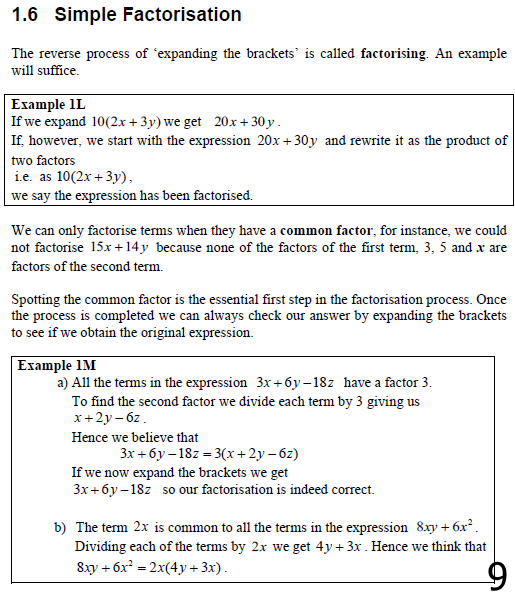 1.6 Simple Factorisation
The reverse process of ‘expanding the brackets’ is called factorising. An example
will suffice.
Example 1L
If we expand 10(2x + 3y) we get 20x + 30y.
If, however, we start with the expression 20x + 30y and rewrite it as the product of
two factors
i.e. as 10(2x + 3y),
we say the expression has been factorised.
We can only factorise terms when they have a common factor, for instance, we could
not factorise 15x + 14y because none of the factors of the first term, 3, 5 and x are
factors of the second term.
Spotting the common factor is the essential first step in the factorisation process. Once
the process is completed we can always check our answer by expanding the brackets
to see if we obtain the original expression.
Example 1M
a) All the terms in the expression 3x + 6y – 18z have a factor 3.
To find the second factor we divide each term by 3 giving us
x + 2y – 6z.
Hence we believe that
3x + 6y – 18z = 3(x + 2y – 6z)
If we now expand the brackets we get
3x + 6y – 18z so our factorisation is indeed correct.
b) The term 2x is common to all the terms in the expression 8xy + 6x².
Dividing each of the terms by 2x we get 4y + 3x. Hence we think that
8xy + 6x² = 2x(4y + 3x).
9